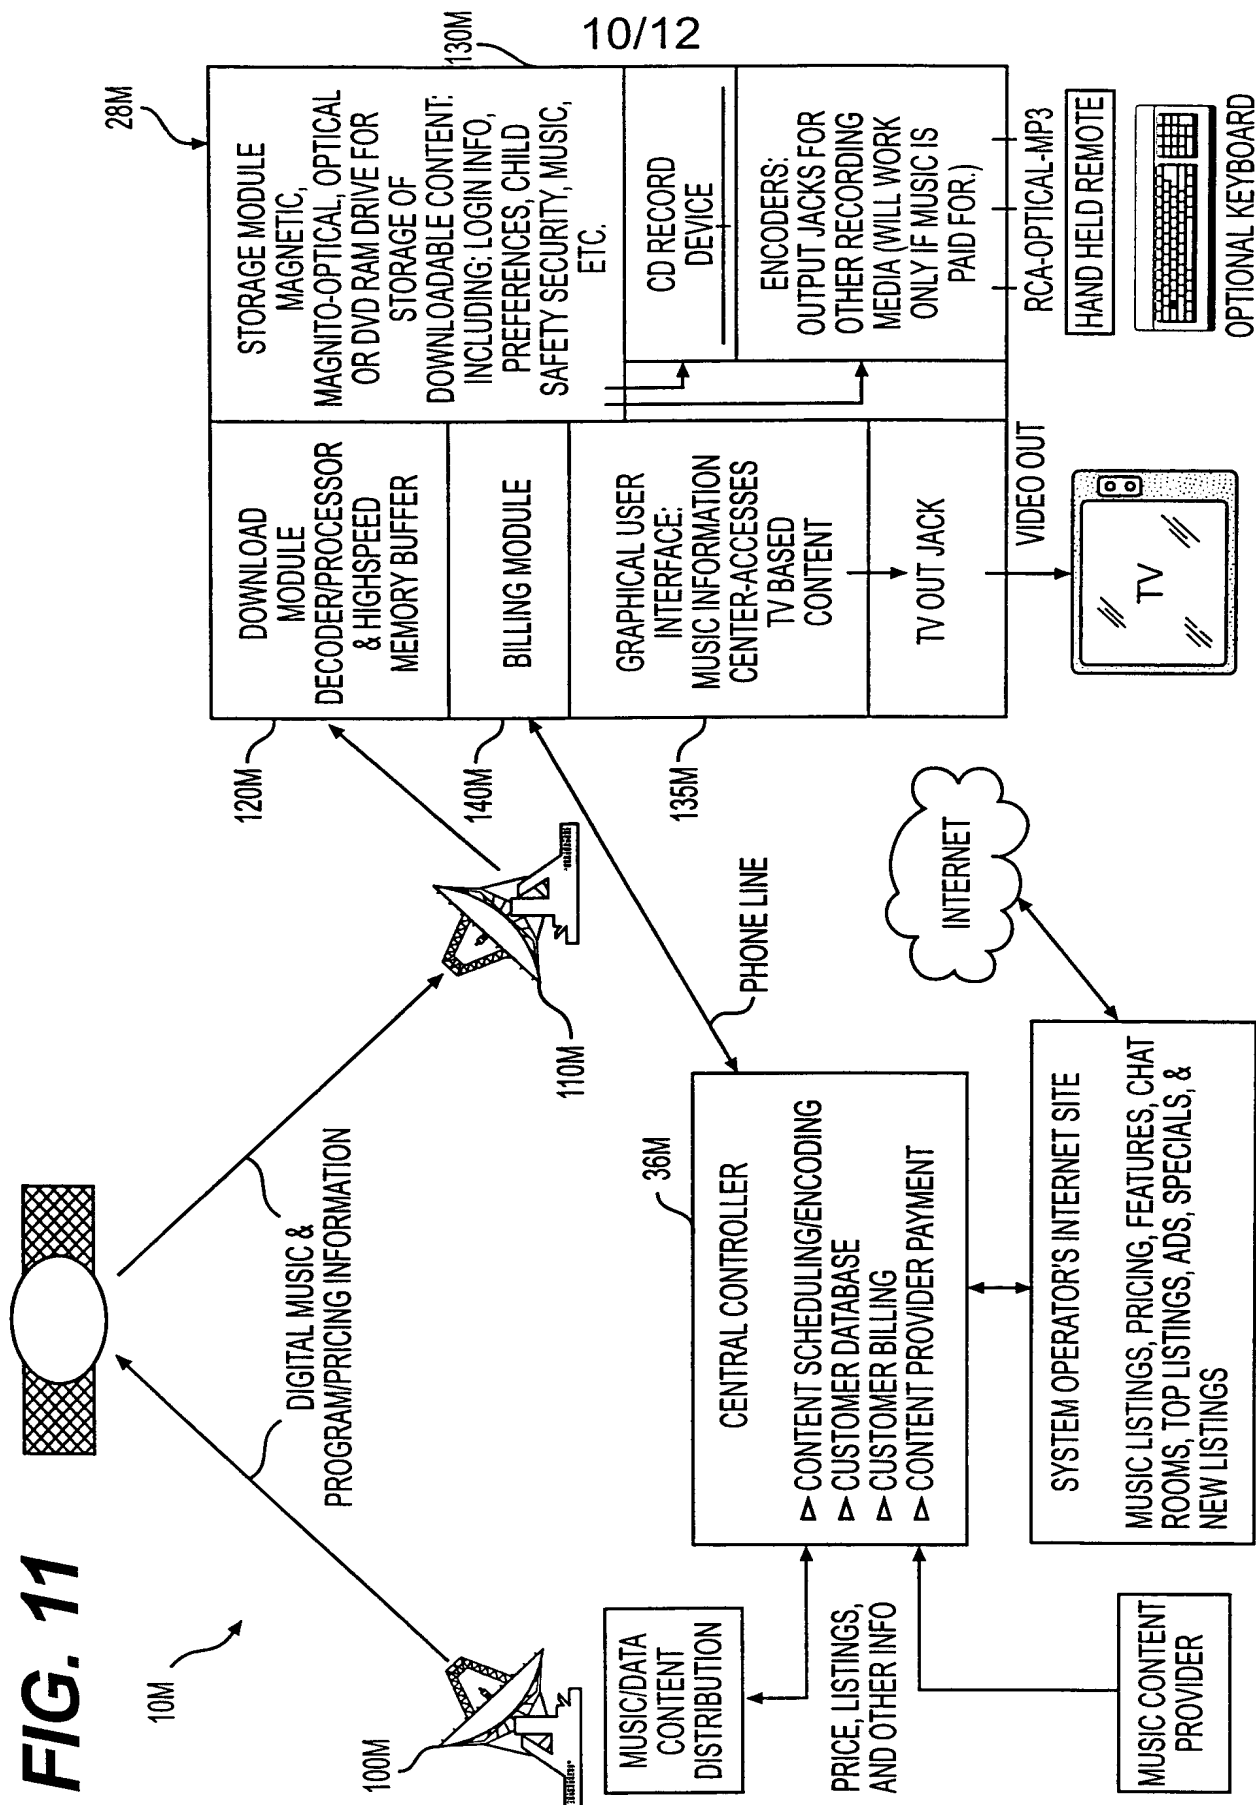 10/12
FIG. 11
10M
100M
DIGITAL MUSIC &
PROGRAM/PRICING INFORMATION
110M
28M
120M
DOWNLOAD
MODULE
DECODER/PROCESSOR
& HIGHSPEED
MEMORY BUFFER
130M
STORAGE MODULE
MAGNETIC,
MAGNITO-OPTICAL, OPTICAL
OR DVD RAM DRIVE FOR
STORAGE OF
DOWNLOADABLE CONTENT:
INCLUDING: LOGIN INFO,
PREFERENCES, CHILD
SAFETY SECURITY, MUSIC,
ETC.
140M
BILLING MODULE
135M
GRAPHICAL USER
INTERFACE:
MUSIC INFORMATION
CENTER-ACCESSES
TV BASED
CONTENT
TV OUT JACK
CD RECORD
DEVICE
ENCODERS:
OUTPUT JACKS FOR
OTHER RECORDING
MEDIA (WILL WORK
ONLY IF MUSIC IS
PAID FOR.)
VIDEO OUT
TV
RCA-OPTICAL-MP3
HAND HELD REMOTE
OPTIONAL KEYBOARD
PHONE LINE
36M
CENTRAL CONTROLLER
▷ CONTENT SCHEDULING/ENCODING
▷ CUSTOMER DATABASE
▷ CUSTOMER BILLING
▷ CONTENT PROVIDER PAYMENT
MUSIC/DATA
CONTENT
DISTRIBUTION
PRICE, LISTINGS,
AND OTHER INFO
MUSIC CONTENT
PROVIDER
INTERNET
SYSTEM OPERATOR'S INTERNET SITE
MUSIC LISTINGS, PRICING, FEATURES, CHAT
ROOMS, TOP LISTINGS, ADS, SPECIALS, &
NEW LISTINGS